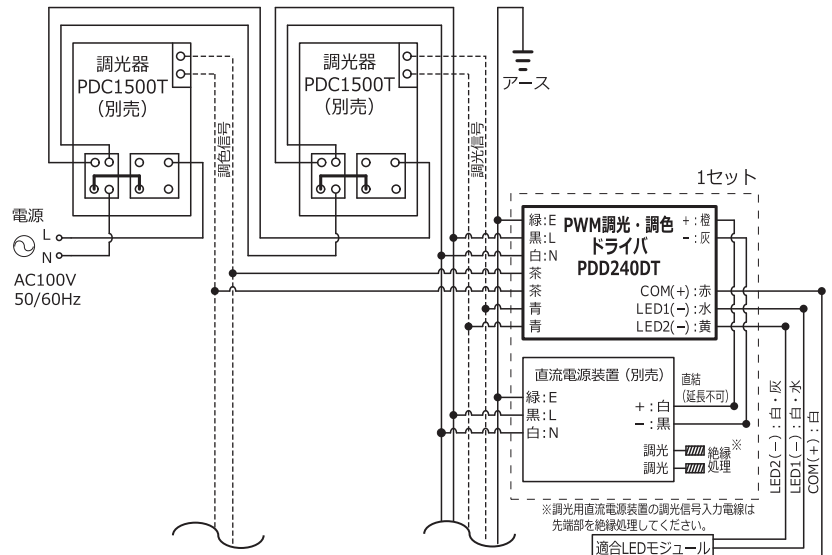 調光器
PDC1500T
(別売)
調光器
PDC1500T
(別売)
アース
調色信号
調光信号
1セット
電源
L
N
AC100V
50/60Hz
緑:E
黒:L
白:N
茶
茶
青
青
PWM調光・調色
ドライバ
PDD240DT
+:橙
-:灰
COM(+):赤
LED1(−):水
LED2(−):黄
直流電源装置(別売)
緑:E
黒:L
白:N
+:白
−:黒
調光
調光
直結
(延長不可)
絶縁※
処理
LED2(−):白・灰
LED1(−):白・水
COM(+):白
※調光用直流電源装置の調光信号入力電線は
先端部を絶縁処理してください。
適合LEDモジュール